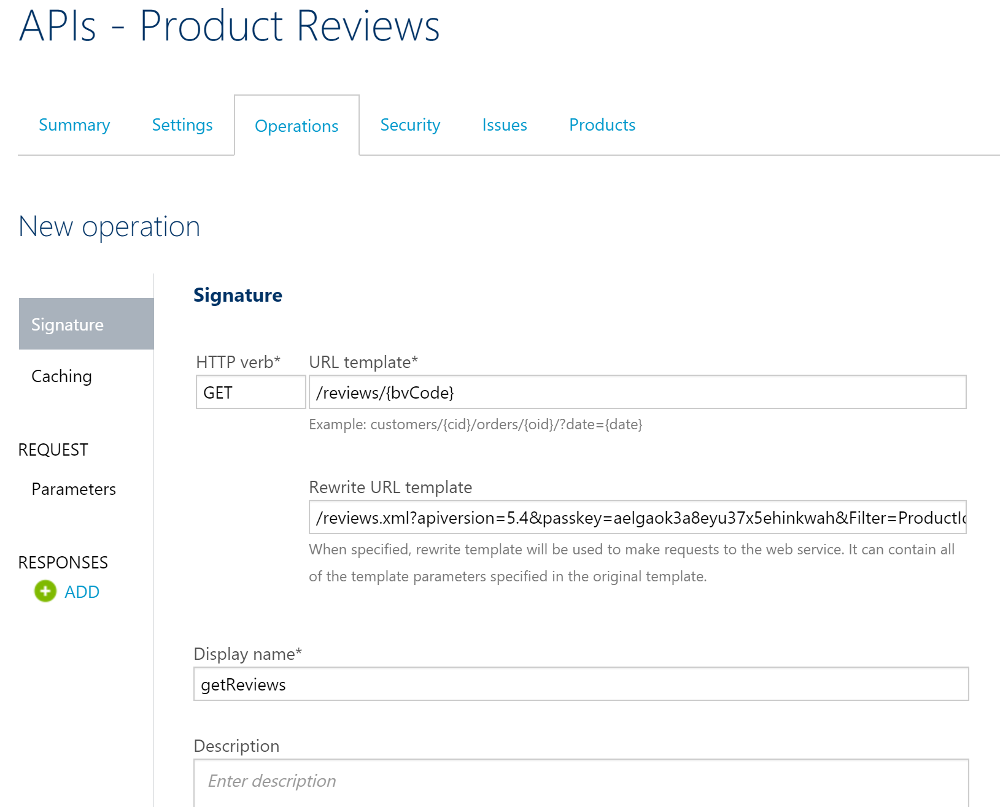 APIs - Product Reviews
Summary Settings Operations Security Issues Products
New operation
Signature
Caching
REQUEST
Parameters
RESPONSES
ADD
Signature
HTTP verb* URL template*
GET /reviews/{bvCode}
Example: customers/{cid}/orders/{oid}/?date={date}
Rewrite URL template
/reviews.xml?apiversion=5.4&passkey=aelgaok3a8eyu37x5ehinkwah&Filter=ProductId
When specified, rewrite template will be used to make requests to the web service. It can contain all
of the template parameters specified in the original template.
Display name*
getReviews
Description
Enter description